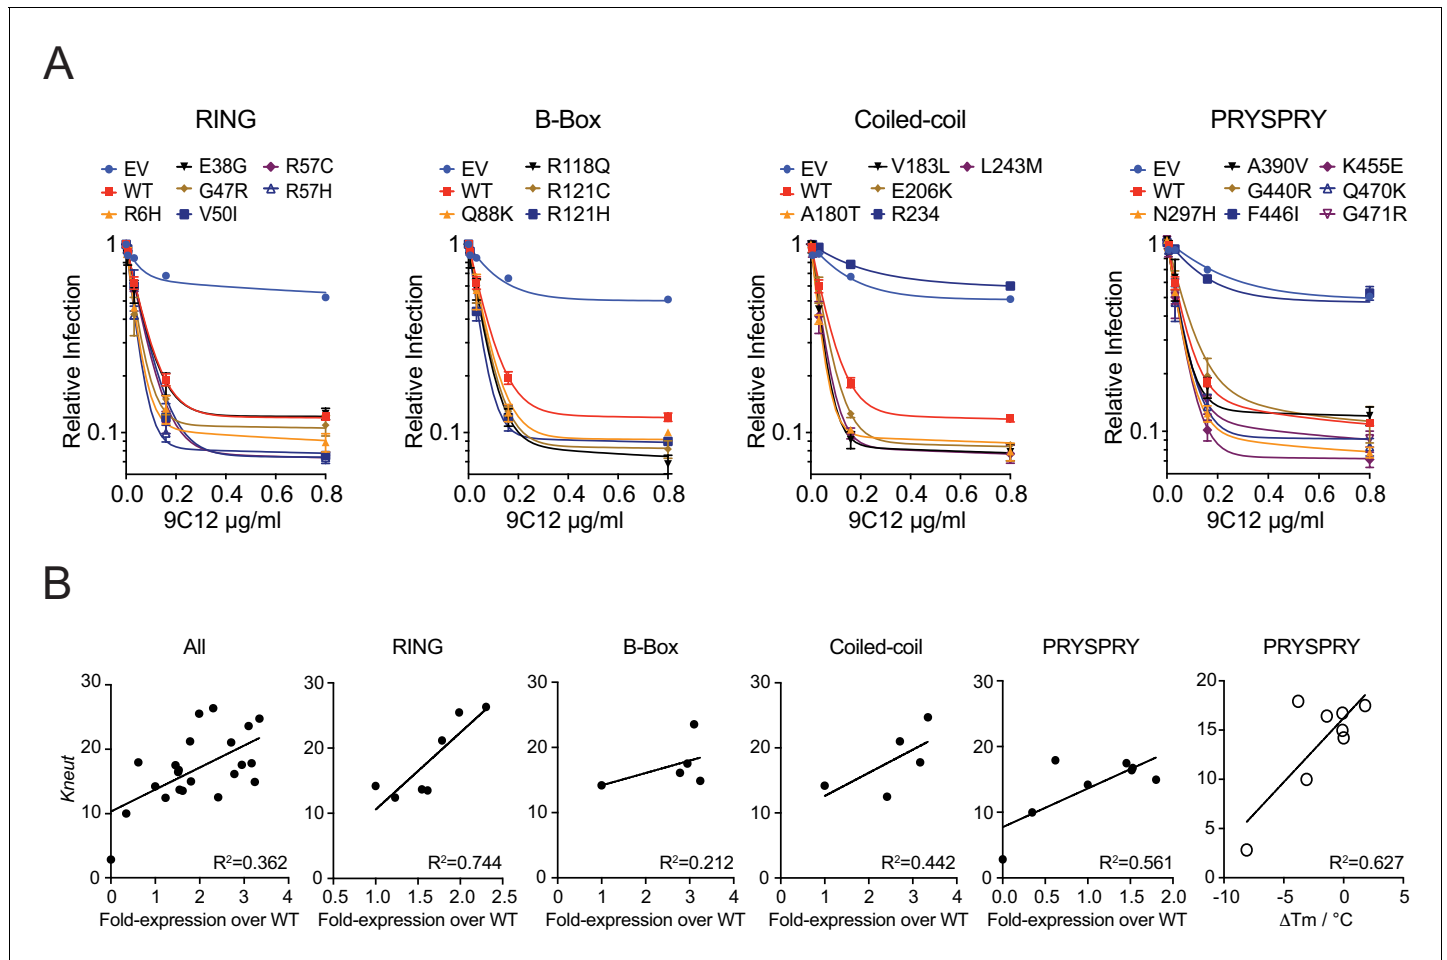 A
RING
B-Box
Coiled-coil
PRYSPRY
EV E38G R57C
WT G47R R57H
R6H V50I
EV R118Q
WT R121C
Q88K R121H
EV V183L L243M
WT E206K
A180T R234
EV A390V K455E
WT G440R Q470K
N297H F446I G471R
1
0.1
Relative Infection
0.0 0.2 0.4 0.6 0.8
9C12 µg/ml
1
0.1
Relative Infection
0.0 0.2 0.4 0.6 0.8
9C12 µg/ml
1
0.1
Relative Infection
0.0 0.2 0.4 0.6 0.8
9C12 µg/ml
1
0.1
Relative Infection
0.0 0.2 0.4 0.6 0.8
9C12 µg/ml
B
All
30
20
10
0
Kneut
R²=0.362
0 1 2 3 4
Fold-expression over WT
RING
30
20
10
0
R²=0.744
0.5 1.0 1.5 2.0 2.5
Fold-expression over WT
B-Box
30
20
10
0
R²=0.212
0 1 2 3 4
Fold-expression over WT
Coiled-coil
30
20
10
0
R²=0.442
0 1 2 3 4
Fold-expression over WT
PRYSPRY
30
20
10
0
R²=0.561
0.0 0.5 1.0 1.5 2.0
Fold-expression over WT
PRYSPRY
20
15
10
5
0
R²=0.627
-10 -5 0 5
ΔTm / °C